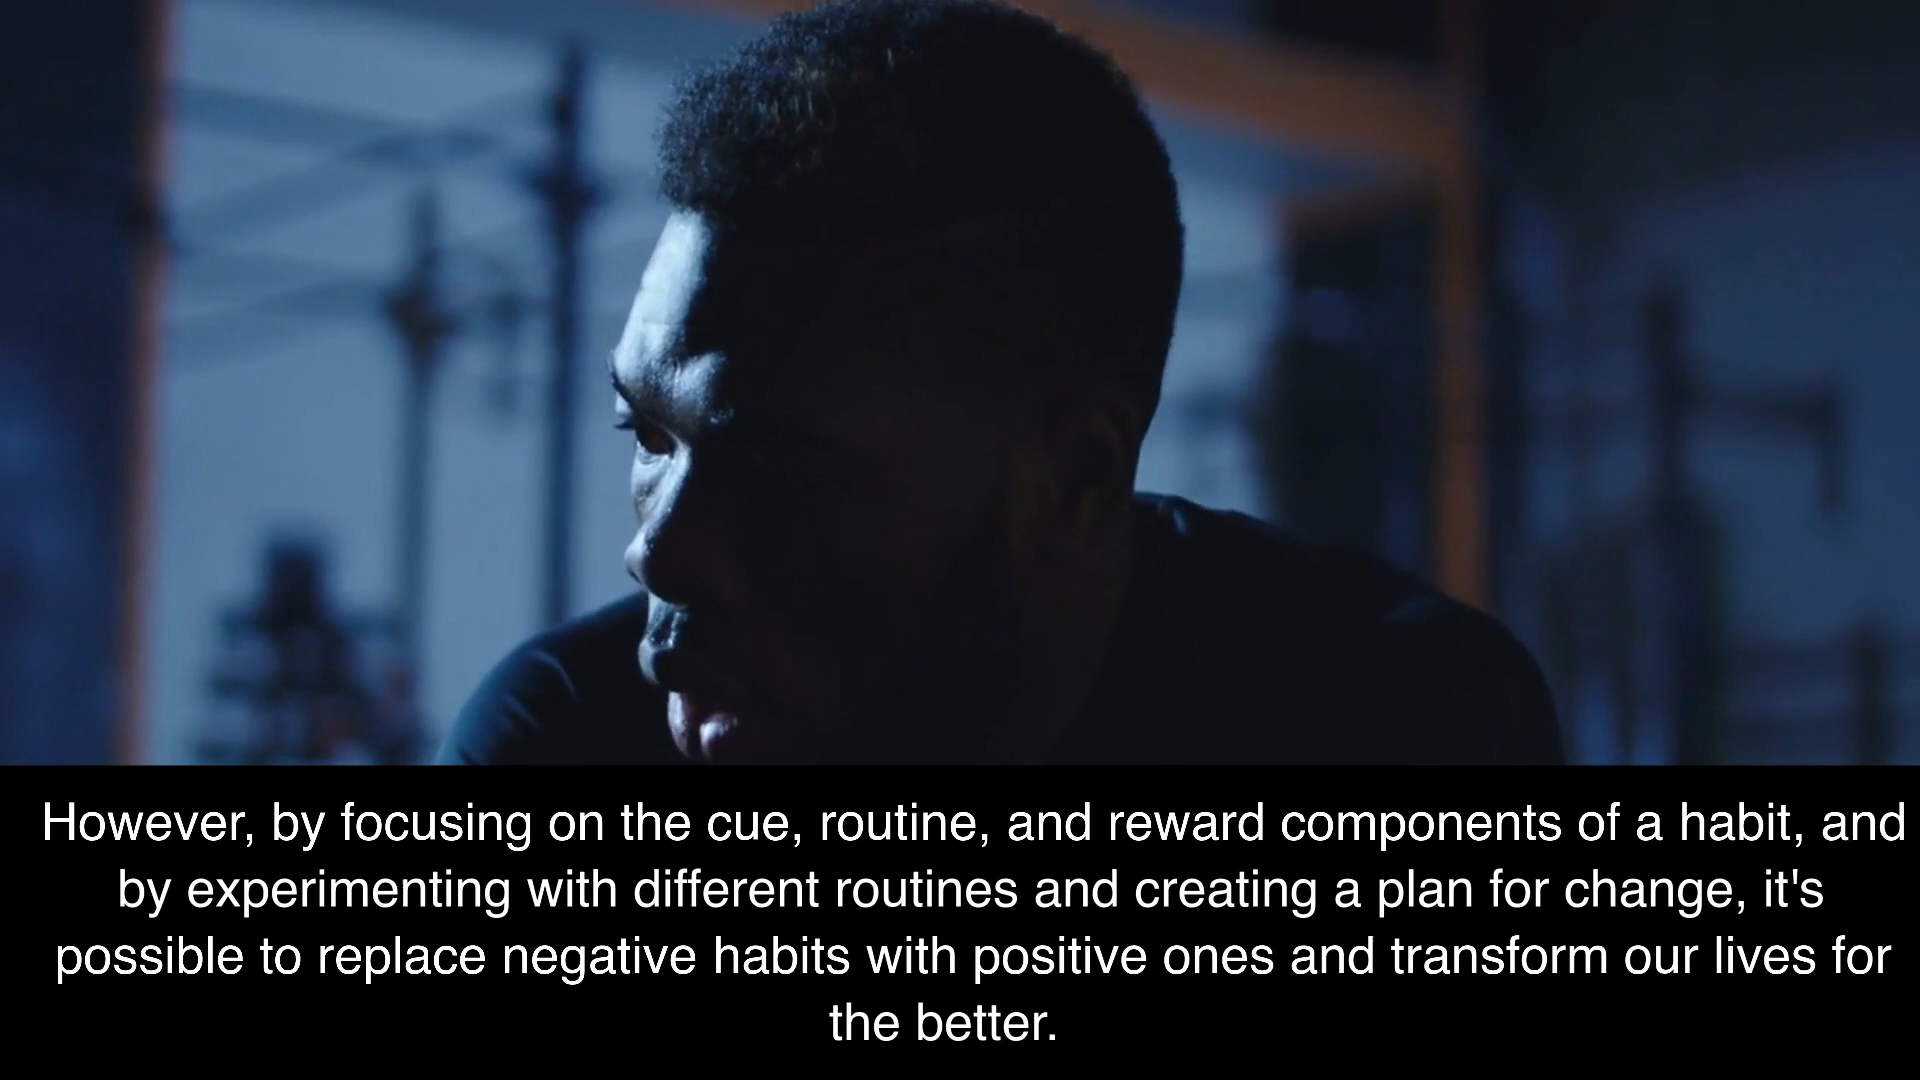 However, by focusing on the cue, routine, and reward components of a habit, and
by experimenting with different routines and creating a plan for change, it's
possible to replace negative habits with positive ones and transform our lives for
the better.